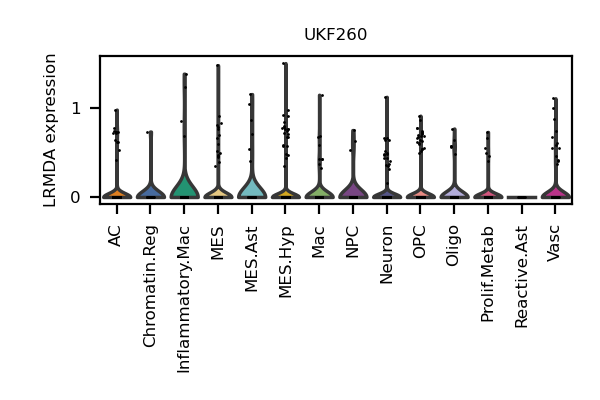 UKF260
LRMDA expression
1
0
AC
Chromatin.Reg
Inflammatory.Mac
MES
MES.Ast
MES.Hyp
Mac
NPC
Neuron
OPC
Oligo
Prolif.Metab
Reactive.Ast
Vasc